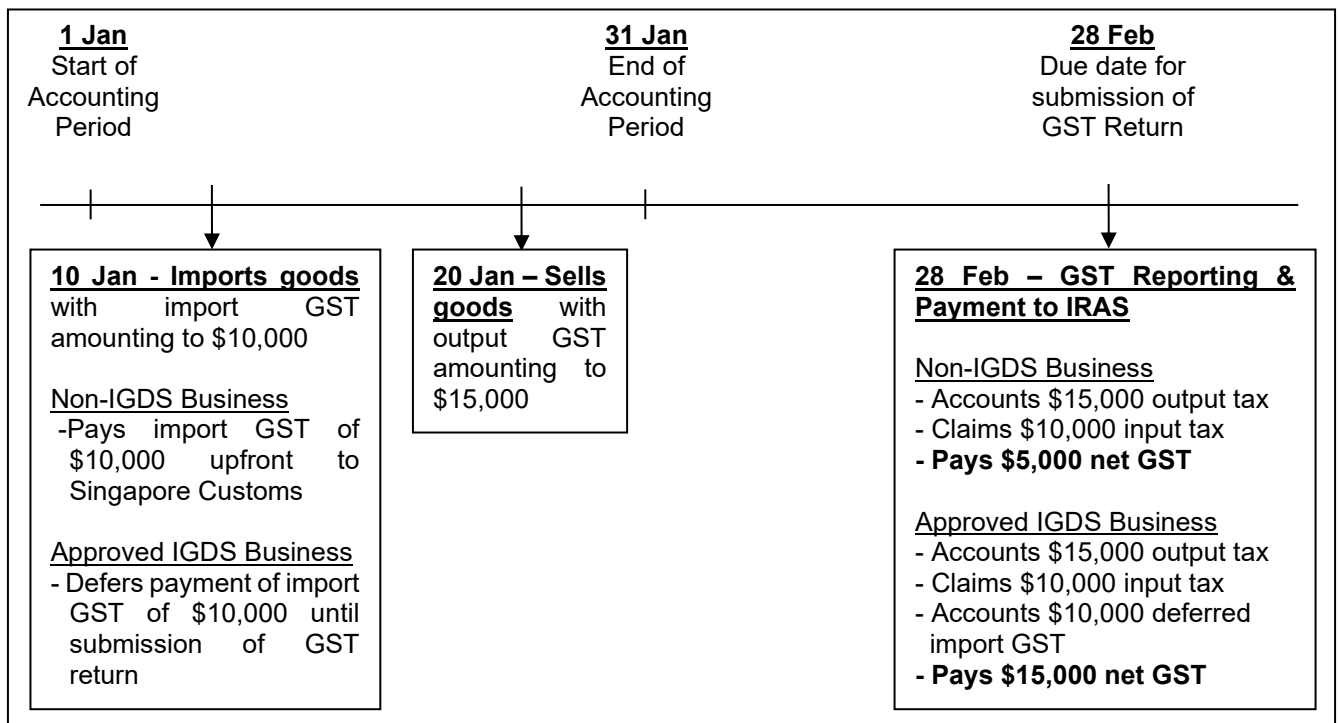 1 Jan
Start of
Accounting
Period
31 Jan
End of
Accounting
Period
28 Feb
Due date for
submission of
GST Return
10 Jan - Imports goods
with import GST
amounting to $10,000
Non-IGDS Business
-Pays import GST of
$10,000 upfront to
Singapore Customs
Approved IGDS Business
- Defers payment of import
GST of $10,000 until
submission of GST
return
20 Jan – Sells
goods with
output GST
amounting to
$15,000
28 Feb – GST Reporting &
Payment to IRAS
Non-IGDS Business
- Accounts $15,000 output tax
- Claims $10,000 input tax
- Pays $5,000 net GST
Approved IGDS Business
- Accounts $15,000 output tax
- Claims $10,000 input tax
- Accounts $10,000 deferred
import GST
- Pays $15,000 net GST